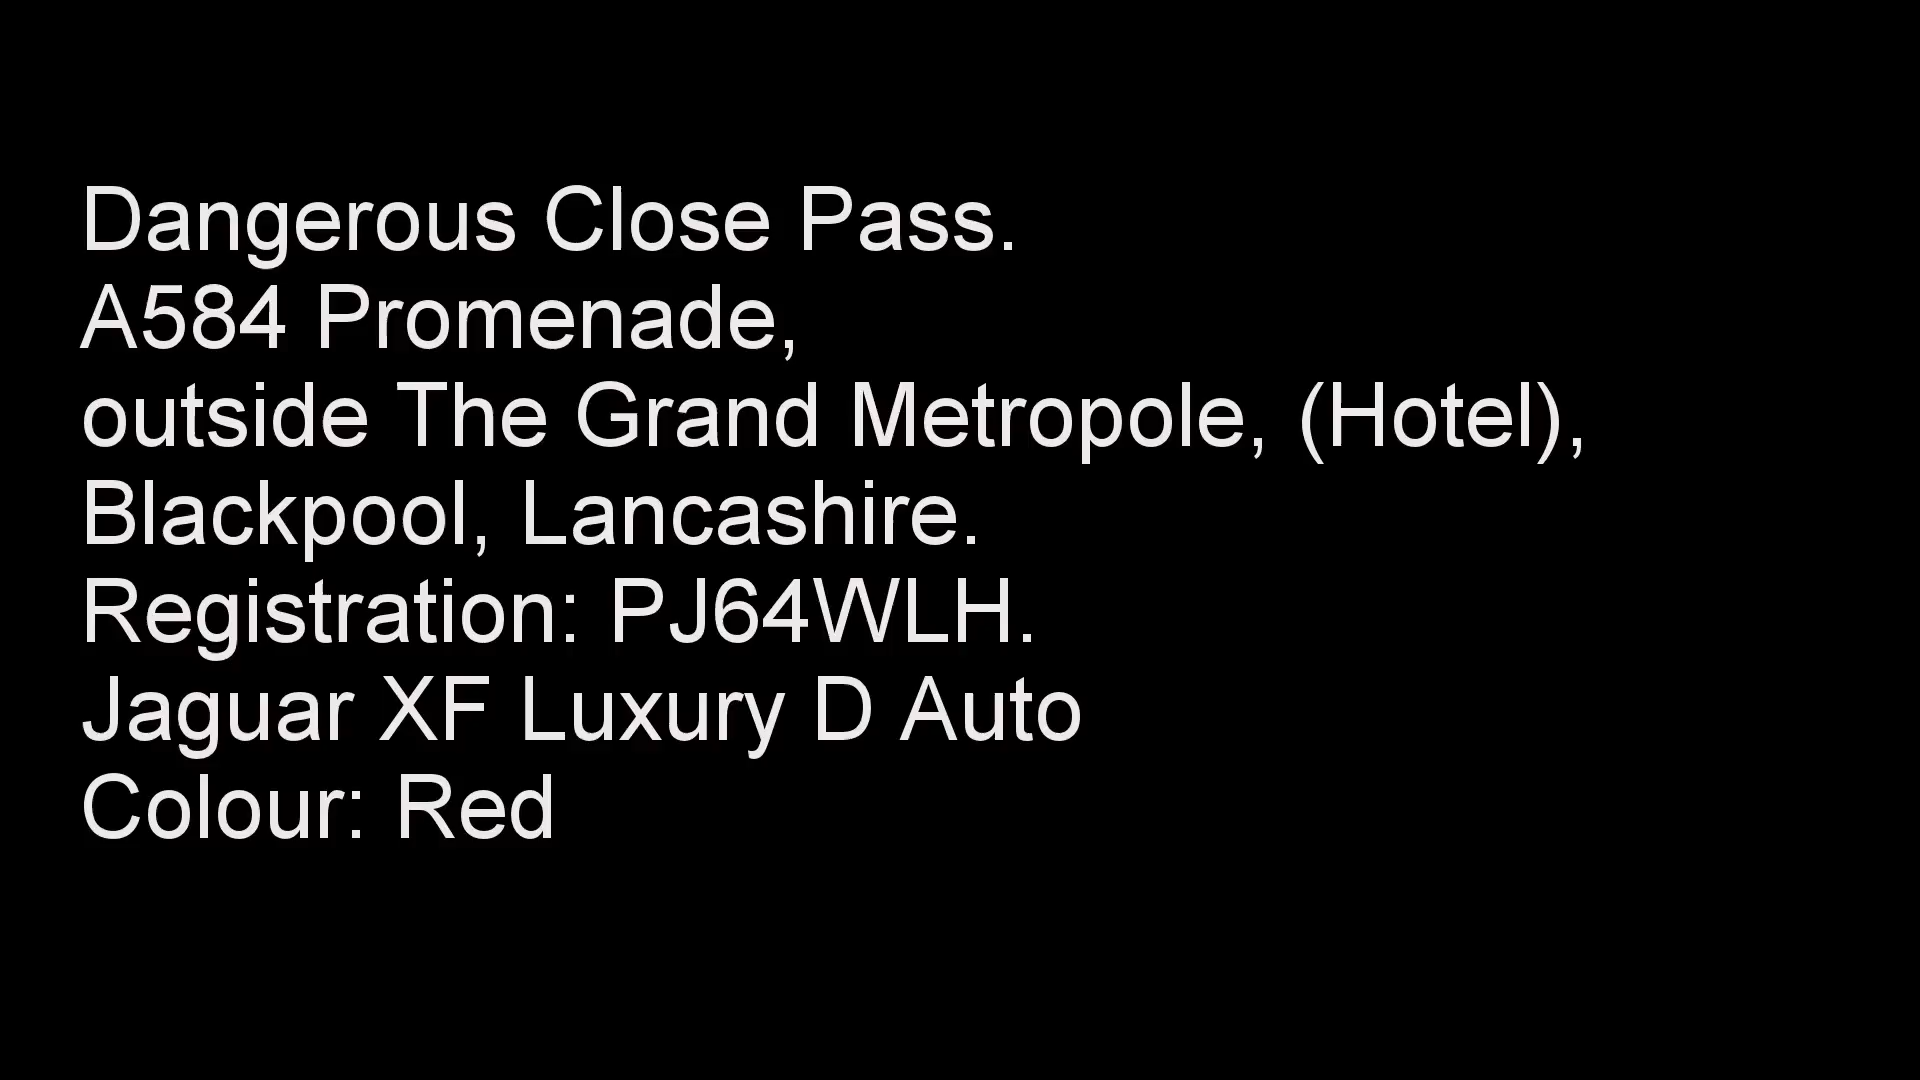 Dangerous Close Pass.
A584 Promenade,
outside The Grand Metropole, (Hotel),
Blackpool, Lancashire.
Registration: PJ64WLH.
Jaguar XF Luxury D Auto
Colour: Red